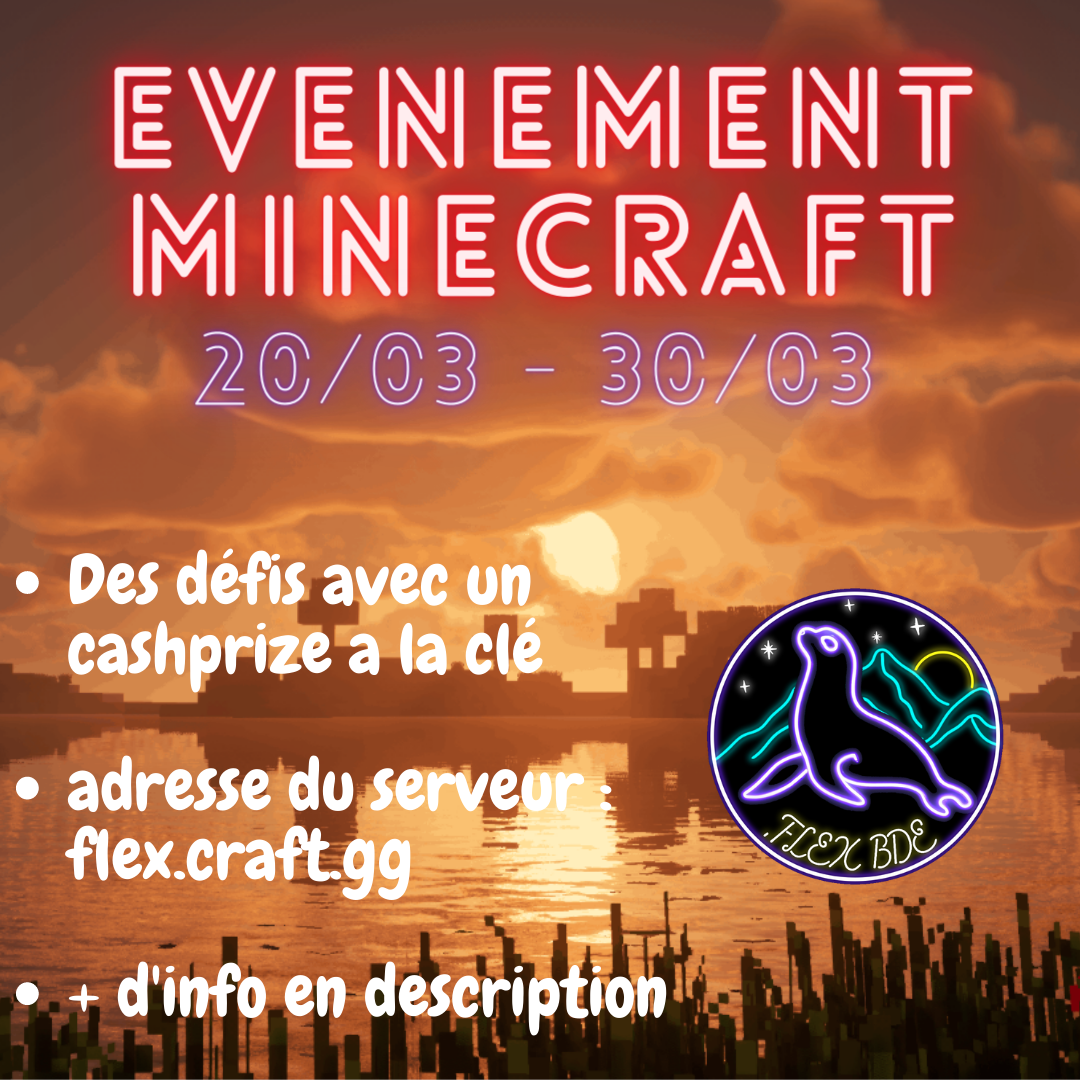 EVENEMENT
MINECRAFT
20/03 - 30/03
• Des défis avec un
cashprize a la clé
• adresse du serveur :
flex.craft.gg
• + d'info en description
.FLEX BDE